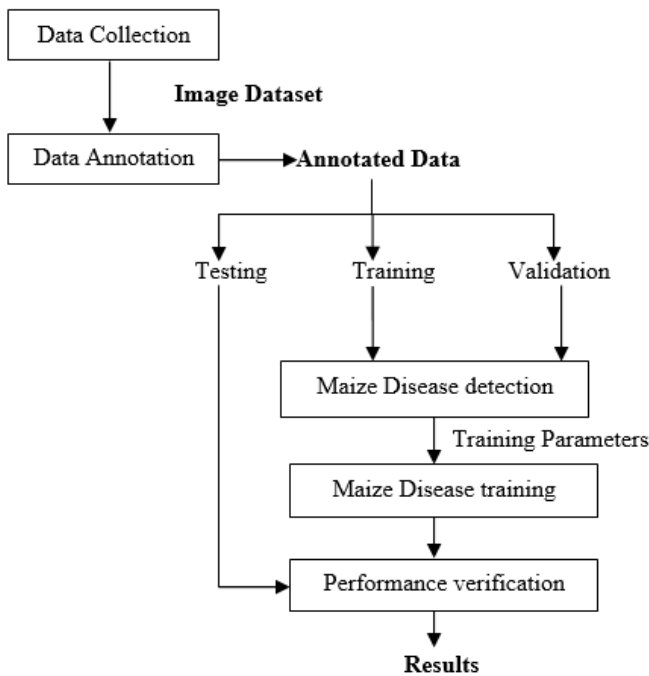 Data Collection
Image Dataset
Data Annotation
Annotated Data
Testing
Training
Validation
Maize Disease detection
Training Parameters
Maize Disease training
Performance verification
Results